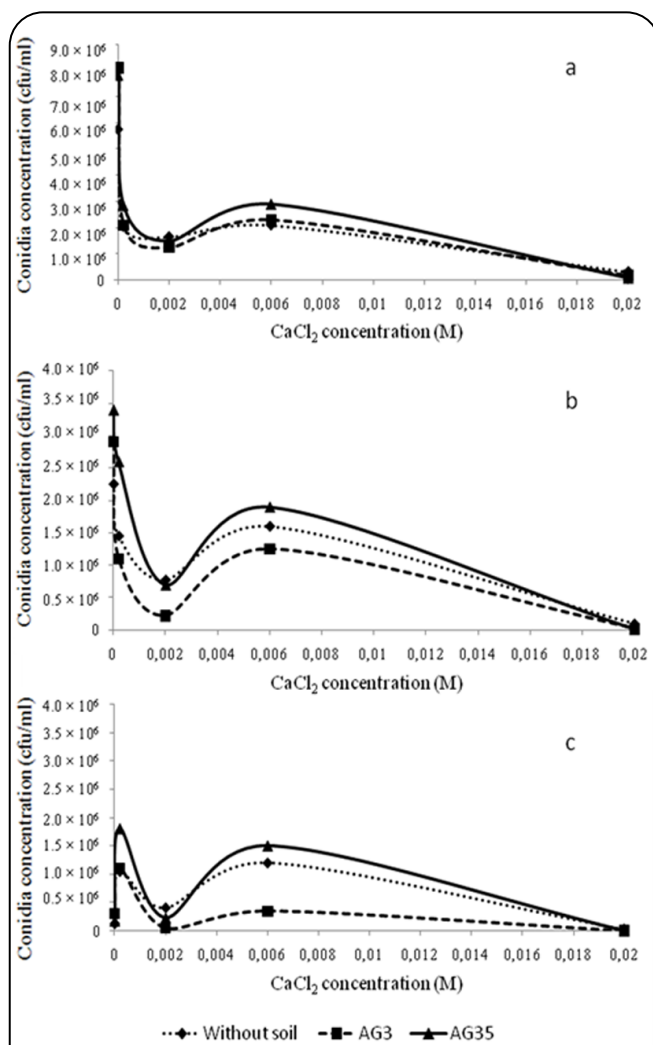 a
Conidia concentration (cfu/ml)
9.0 × 10⁶
8.0 × 10⁶
7.0 × 10⁶
6.0 × 10⁶
5.0 × 10⁶
4.0 × 10⁶
3.0 × 10⁶
2.0 × 10⁶
1.0 × 10⁶
0
0 0,002 0,004 0,006 0,008 0,01 0,012 0,014 0,016 0,018 0,02
CaCl₂ concentration (M)
b
Conidia concentration (cfu/ml)
4.0 × 10⁶
3.5 × 10⁶
3.0 × 10⁶
2.5 × 10⁶
2.0 × 10⁶
1.5 × 10⁶
1.0 × 10⁶
0.5 × 10⁶
0
0 0,002 0,004 0,006 0,008 0,01 0,012 0,014 0,016 0,018 0,02
CaCl₂ concentration (M)
c
Conidia concentration (cfu/ml)
4.0 × 10⁶
3.5 × 10⁶
3.0 × 10⁶
2.5 × 10⁶
2.0 × 10⁶
1.5 × 10⁶
1.0 × 10⁶
0.5 × 10⁶
0
0 0,002 0,004 0,006 0,008 0,01 0,012 0,014 0,016 0,018 0,02
CaCl₂ concentration (M)
Without soil AG3 AG35